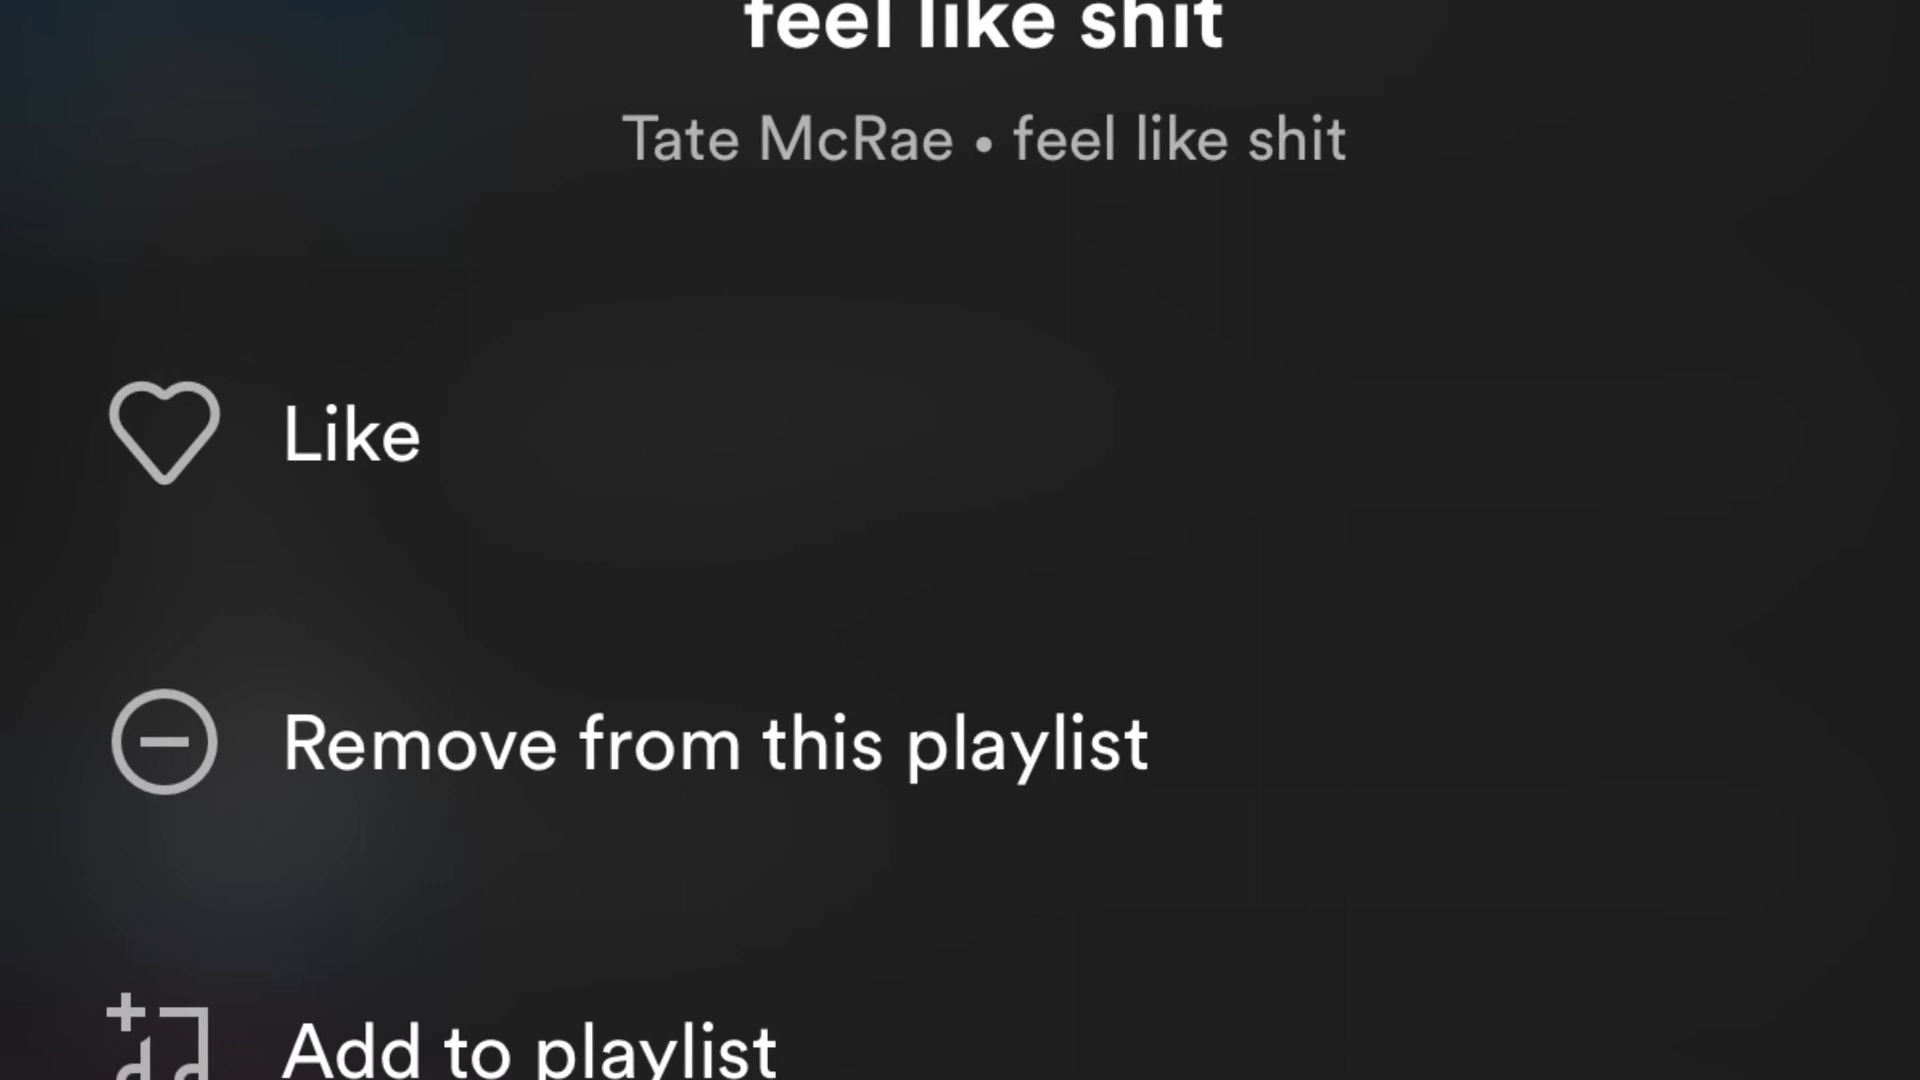 feel like shit
Tate McRae • feel like shit
Like
Remove from this playlist
Add to playlist